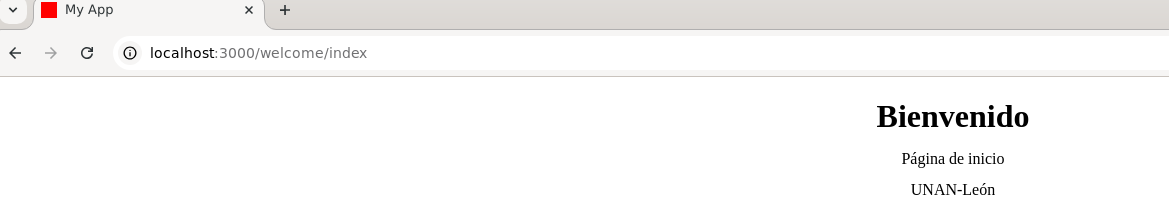 My App
localhost:3000/welcome/index
Bienvenido
Página de inicio
UNAN-León